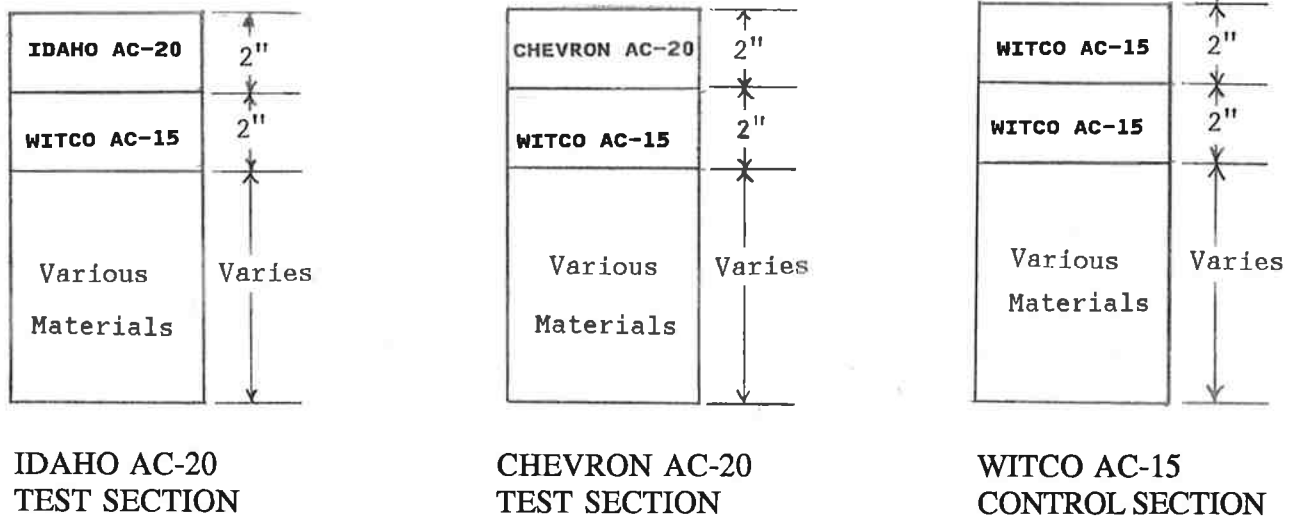 IDAHO AC-20
2"
WITCO AC-15
2"
Various
Materials
Varies
IDAHO AC-20
TEST SECTION
CHEVRON AC-20
2"
WITCO AC-15
2"
Various
Materials
Varies
CHEVRON AC-20
TEST SECTION
WITCO AC-15
2"
WITCO AC-15
2"
Various
Materials
Varies
WITCO AC-15
CONTROL SECTION